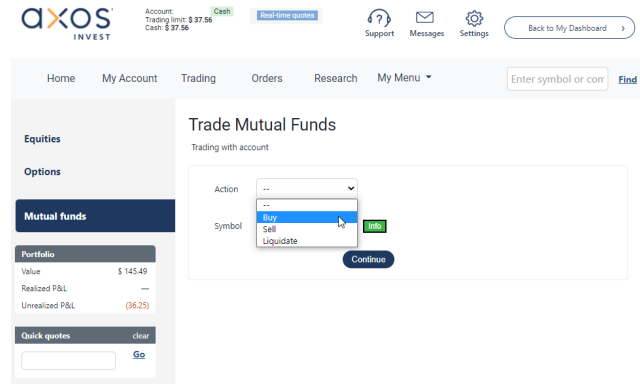 axos
INVEST
Account: Cash
Trading limit: $ 37.56
Cash: $ 37.56
Real-time quotes
Support
Messages
Settings
Back to My Dashboard >
Home My Account Trading Orders Research My Menu
Enter symbol or com
Find
Equities
Options
Mutual funds
Trade Mutual Funds
Trading with account
Action --
--
Buy
Sell
Liquidate
Symbol
Info
Continue
Portfolio
Value $ 145.49
Realized P&L —
Unrealized P&L (36.25)
Quick quotes clear
Go